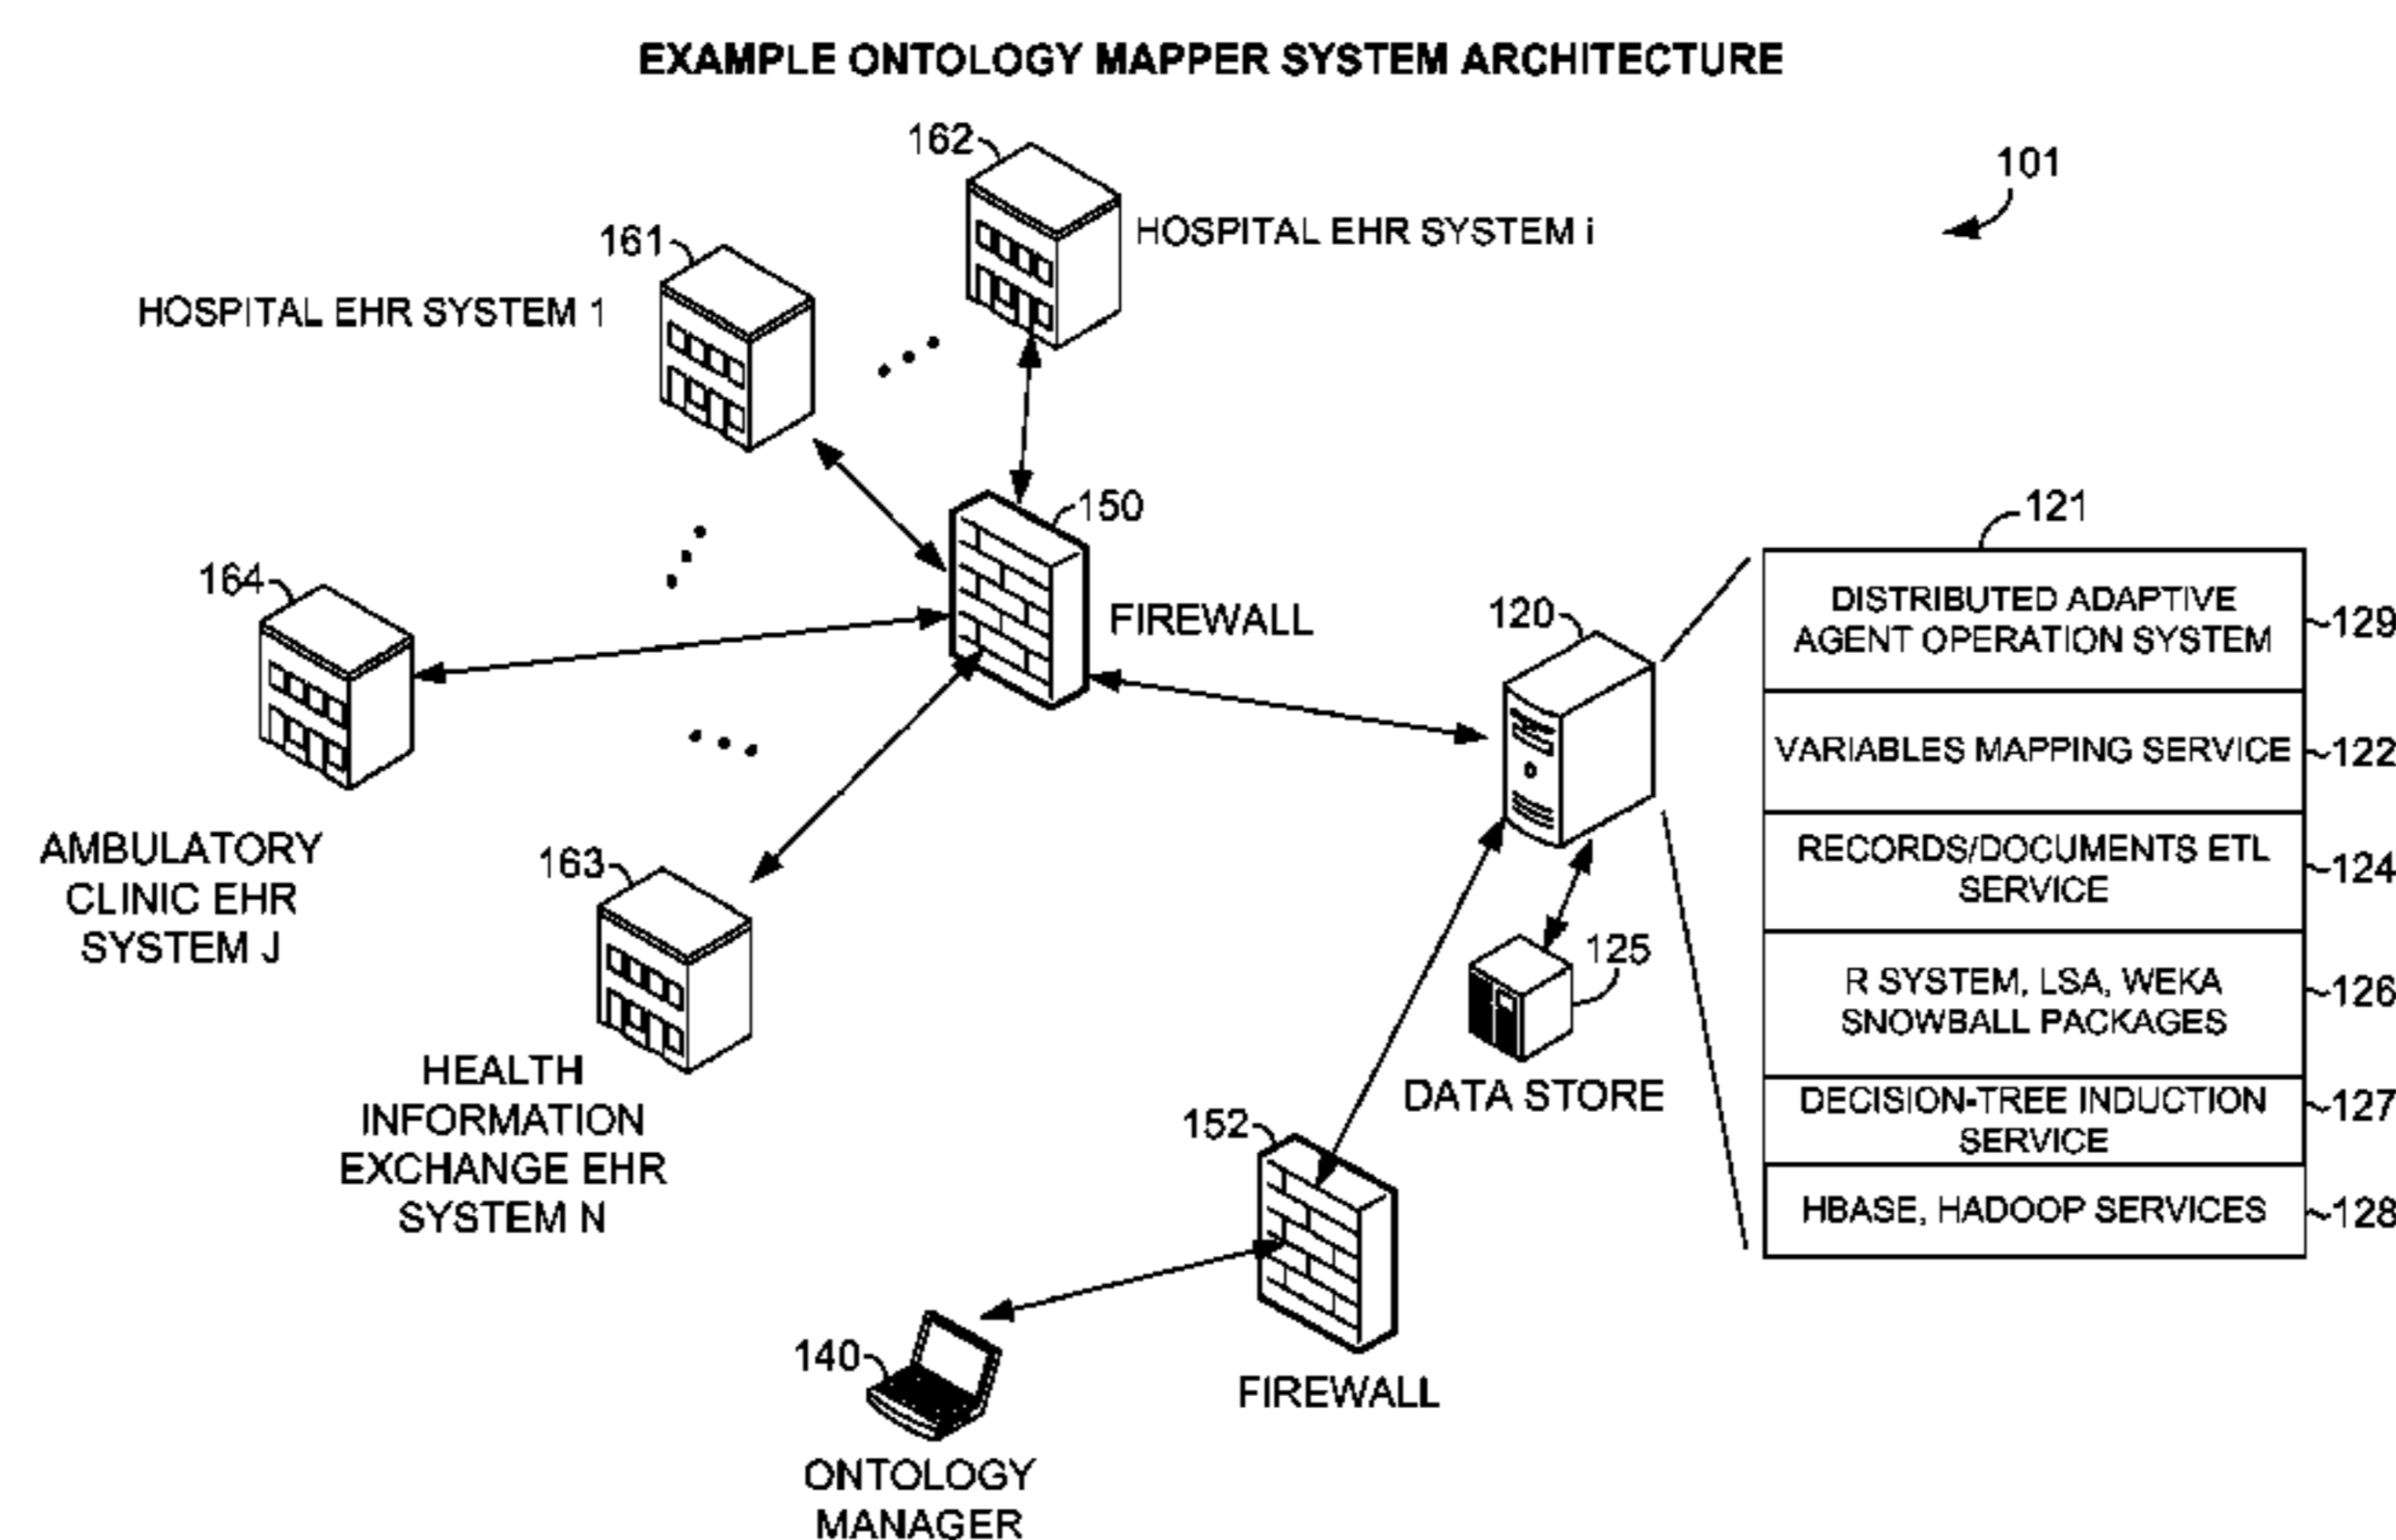 EXAMPLE ONTOLOGY MAPPER SYSTEM ARCHITECTURE
162
101
161
HOSPITAL EHR SYSTEM i
HOSPITAL EHR SYSTEM 1
150
121
164
FIREWALL
120
DISTRIBUTED ADAPTIVE
AGENT OPERATION SYSTEM
129
VARIABLES MAPPING SERVICE
122
AMBULATORY
CLINIC EHR
SYSTEM J
163
RECORDS/DOCUMENTS ETL
SERVICE
124
125
R SYSTEM, LSA, WEKA
SNOWBALL PACKAGES
126
HEALTH
INFORMATION
EXCHANGE EHR
SYSTEM N
DATA STORE
152
DECISION-TREE INDUCTION
SERVICE
127
HBASE, HADOOP SERVICES
128
140
FIREWALL
ONTOLOGY
MANAGER